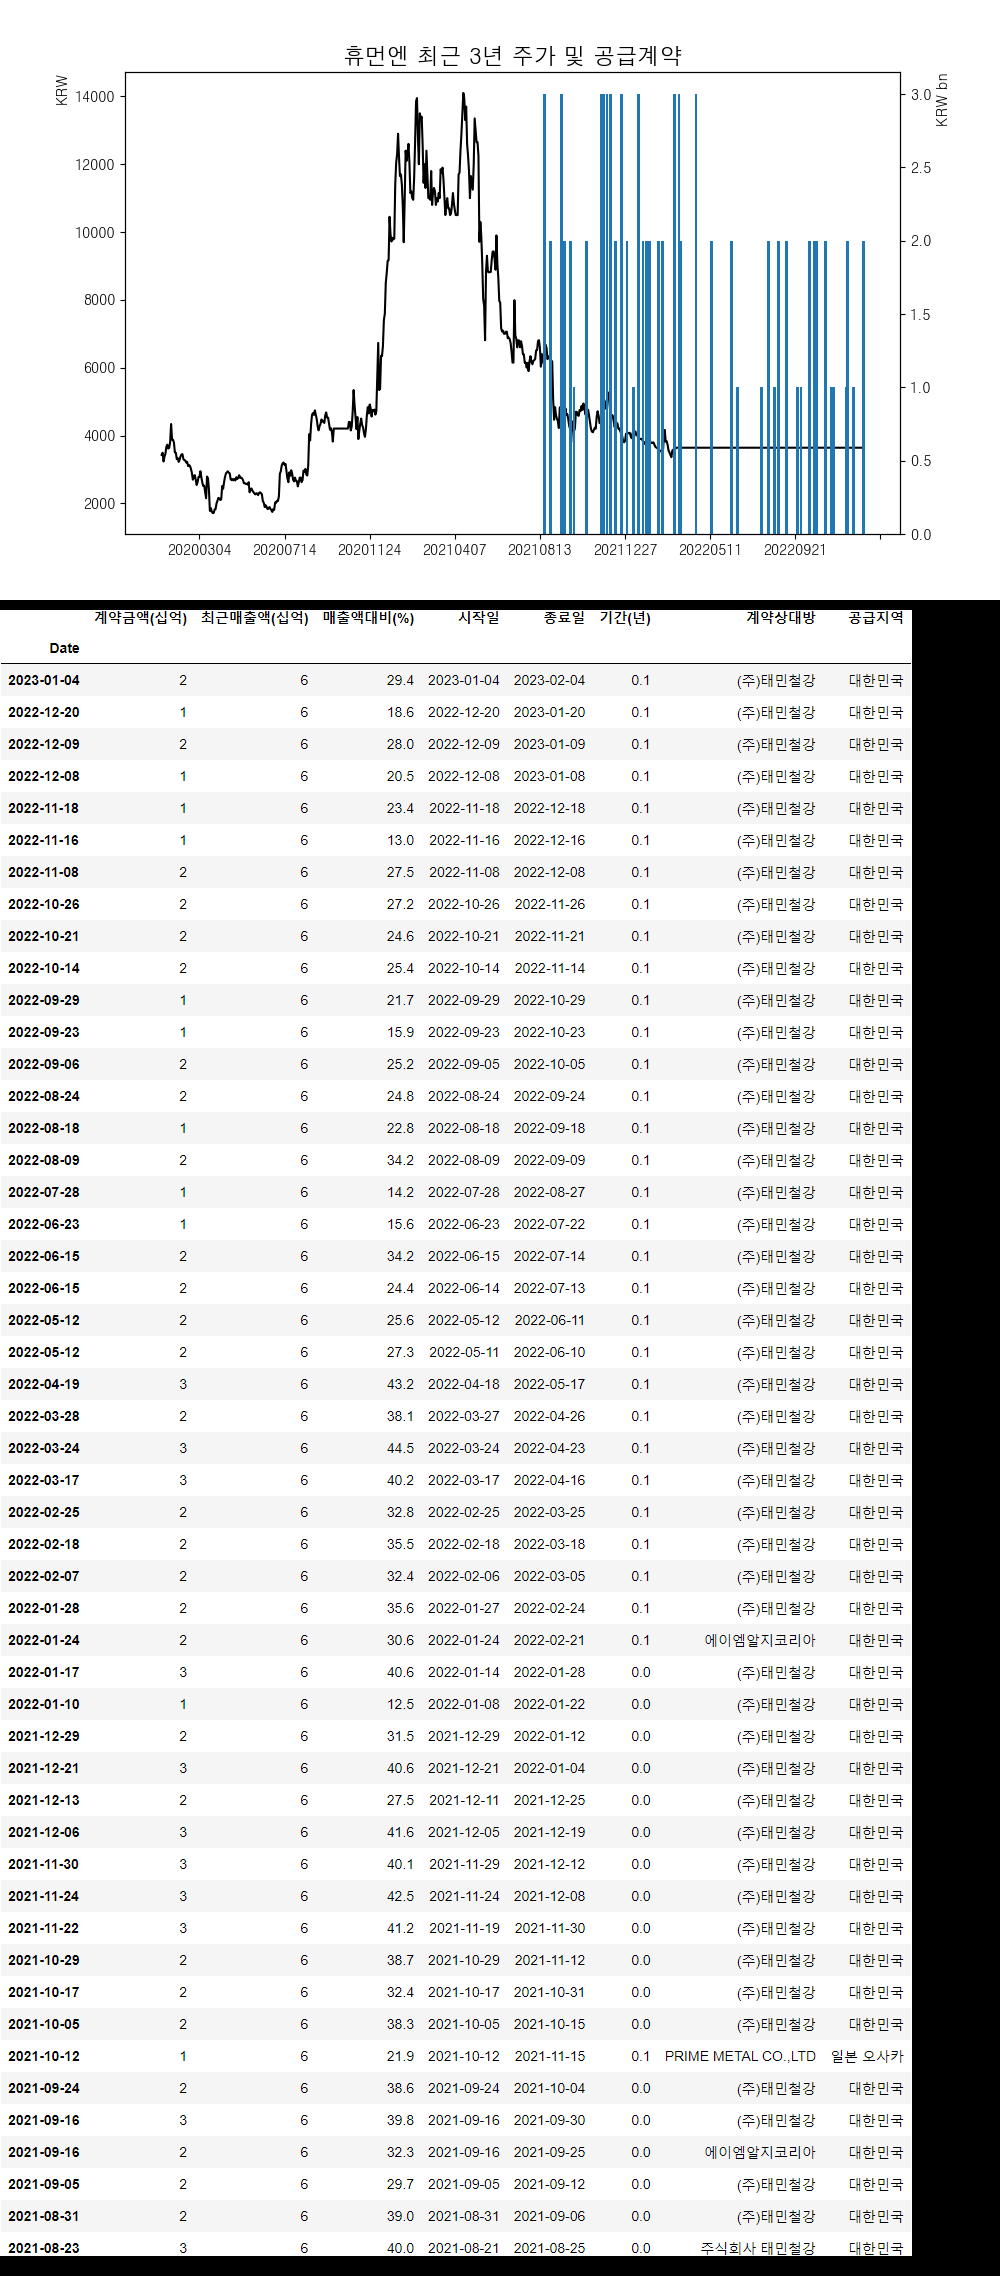 휴먼엔 최근 3년 주가 및 공급계약
KRW
KRW bn
14000
12000
10000
8000
6000
4000
2000
3.0
2.5
2.0
1.5
1.0
0.5
0.0
20200304 20200714 20201124 20210407 20210813 20211227 20220511 20220921
계약금액(십억) 최근매출액(십억) 매출액대비(%) 시작일 종료일 기간(년) 계약상대방 공급지역
Date
2023-01-04 2 6 29.4 2023-01-04 2023-02-04 0.1 (주)태민철강 대한민국
2022-12-20 1 6 18.6 2022-12-20 2023-01-20 0.1 (주)태민철강 대한민국
2022-12-09 2 6 28.0 2022-12-09 2023-01-09 0.1 (주)태민철강 대한민국
2022-12-08 1 6 20.5 2022-12-08 2023-01-08 0.1 (주)태민철강 대한민국
2022-11-18 1 6 23.4 2022-11-18 2022-12-18 0.1 (주)태민철강 대한민국
2022-11-16 1 6 13.0 2022-11-16 2022-12-16 0.1 (주)태민철강 대한민국
2022-11-08 2 6 27.5 2022-11-08 2022-12-08 0.1 (주)태민철강 대한민국
2022-10-26 2 6 27.2 2022-10-26 2022-11-26 0.1 (주)태민철강 대한민국
2022-10-21 2 6 24.6 2022-10-21 2022-11-21 0.1 (주)태민철강 대한민국
2022-10-14 2 6 25.4 2022-10-14 2022-11-14 0.1 (주)태민철강 대한민국
2022-09-29 1 6 21.7 2022-09-29 2022-10-29 0.1 (주)태민철강 대한민국
2022-09-23 1 6 15.9 2022-09-23 2022-10-23 0.1 (주)태민철강 대한민국
2022-09-06 2 6 25.2 2022-09-05 2022-10-05 0.1 (주)태민철강 대한민국
2022-08-24 2 6 24.8 2022-08-24 2022-09-24 0.1 (주)태민철강 대한민국
2022-08-18 1 6 22.8 2022-08-18 2022-09-18 0.1 (주)태민철강 대한민국
2022-08-09 2 6 34.2 2022-08-09 2022-09-09 0.1 (주)태민철강 대한민국
2022-07-28 1 6 14.2 2022-07-28 2022-08-27 0.1 (주)태민철강 대한민국
2022-06-23 1 6 15.6 2022-06-23 2022-07-22 0.1 (주)태민철강 대한민국
2022-06-15 2 6 34.2 2022-06-15 2022-07-14 0.1 (주)태민철강 대한민국
2022-06-15 2 6 24.4 2022-06-14 2022-07-13 0.1 (주)태민철강 대한민국
2022-05-12 2 6 25.6 2022-05-12 2022-06-11 0.1 (주)태민철강 대한민국
2022-05-12 2 6 27.3 2022-05-11 2022-06-10 0.1 (주)태민철강 대한민국
2022-04-19 3 6 43.2 2022-04-18 2022-05-17 0.1 (주)태민철강 대한민국
2022-03-28 2 6 38.1 2022-03-27 2022-04-26 0.1 (주)태민철강 대한민국
2022-03-24 3 6 44.5 2022-03-24 2022-04-23 0.1 (주)태민철강 대한민국
2022-03-17 3 6 40.2 2022-03-17 2022-04-16 0.1 (주)태민철강 대한민국
2022-02-25 2 6 32.8 2022-02-25 2022-03-25 0.1 (주)태민철강 대한민국
2022-02-18 2 6 35.5 2022-02-18 2022-03-18 0.1 (주)태민철강 대한민국
2022-02-07 2 6 32.4 2022-02-06 2022-03-05 0.1 (주)태민철강 대한민국
2022-01-28 2 6 35.6 2022-01-27 2022-02-24 0.1 (주)태민철강 대한민국
2022-01-24 2 6 30.6 2022-01-24 2022-02-21 0.1 에이엠알지코리아 대한민국
2022-01-17 3 6 40.6 2022-01-14 2022-01-28 0.0 (주)태민철강 대한민국
2022-01-10 1 6 12.5 2022-01-08 2022-01-22 0.0 (주)태민철강 대한민국
2021-12-29 2 6 31.5 2021-12-29 2022-01-12 0.0 (주)태민철강 대한민국
2021-12-21 3 6 40.6 2021-12-21 2022-01-04 0.0 (주)태민철강 대한민국
2021-12-13 2 6 27.5 2021-12-11 2021-12-25 0.0 (주)태민철강 대한민국
2021-12-06 3 6 41.6 2021-12-05 2021-12-19 0.0 (주)태민철강 대한민국
2021-11-30 3 6 40.1 2021-11-29 2021-12-12 0.0 (주)태민철강 대한민국
2021-11-24 3 6 42.5 2021-11-24 2021-12-08 0.0 (주)태민철강 대한민국
2021-11-22 3 6 41.2 2021-11-19 2021-11-30 0.0 (주)태민철강 대한민국
2021-10-29 2 6 38.7 2021-10-29 2021-11-12 0.0 (주)태민철강 대한민국
2021-10-17 2 6 32.4 2021-10-17 2021-10-31 0.0 (주)태민철강 대한민국
2021-10-05 2 6 38.3 2021-10-05 2021-10-15 0.0 (주)태민철강 대한민국
2021-10-12 1 6 21.9 2021-10-12 2021-11-15 0.1 PRIME METAL CO.,LTD 일본 오사카
2021-09-24 2 6 38.6 2021-09-24 2021-10-04 0.0 (주)태민철강 대한민국
2021-09-16 3 6 39.8 2021-09-16 2021-09-30 0.0 (주)태민철강 대한민국
2021-09-16 2 6 32.3 2021-09-16 2021-09-25 0.0 에이엠알지코리아 대한민국
2021-09-05 2 6 29.7 2021-09-05 2021-09-12 0.0 (주)태민철강 대한민국
2021-08-31 2 6 39.0 2021-08-31 2021-09-06 0.0 (주)태민철강 대한민국
2021-08-23 3 6 40.0 2021-08-21 2021-08-25 0.0 주식회사 태민철강 대한민국